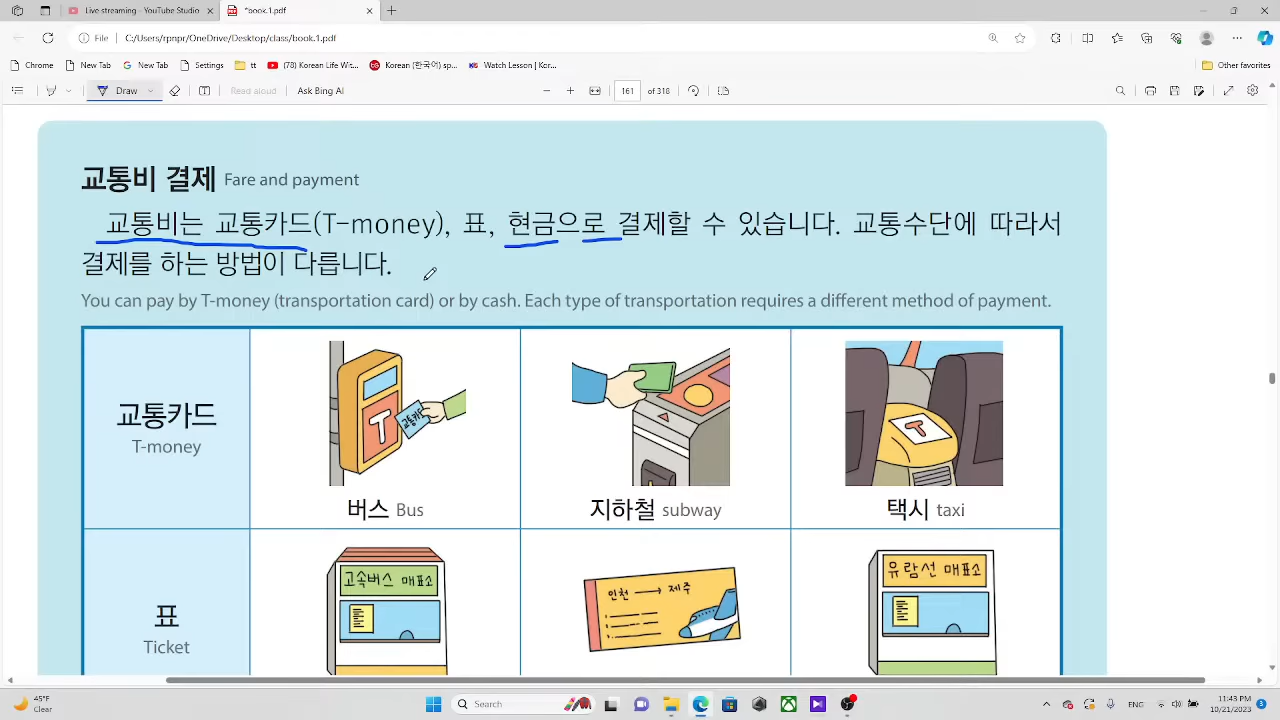 Live streaming - YouTube Studio
*book.1.pdf
File C:/Users/rpnpr/OneDrive/Desktop/class/book.1.pdf
Chrome New Tab New Tab Settings tt (78) Korean Life Wit... Korean (한국어) sp... Watch Lesson | Kor... Other favorites
Draw Read aloud Ask Bing AI 161 of 318
교통비 결제 Fare and payment
교통비는 교통카드(T-money), 표, 현금으로 결제할 수 있습니다. 교통수단에 따라서
결제를 하는 방법이 다릅니다.
You can pay by T-money (transportation card) or by cash. Each type of transportation requires a different method of payment.
교통카드
T-money
T 교통카
T
버스 Bus
지하철 subway
택시 taxi
표
Ticket
고속버스 매표소
인천 → 제주
유람선 매표소
45°F
Clear
Search
ENG
11:43 PM
10/21/2023
3